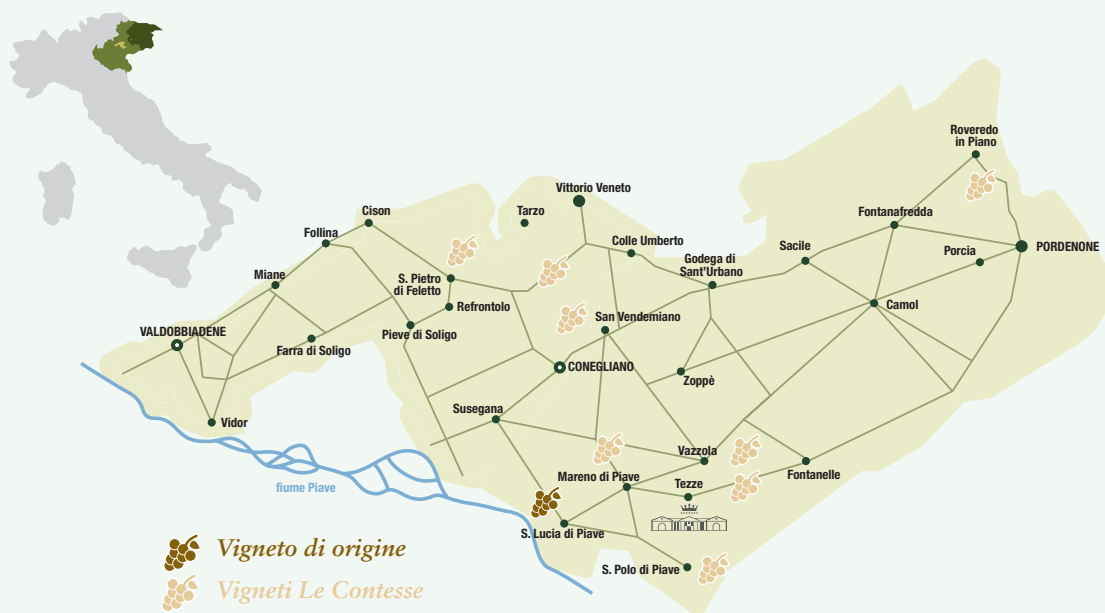 Roveredo
in Piano
Vittorio Veneto
Cison
Tarzo
Fontanafredda
Follina
Colle Umberto
Sacile
Porcia
PORDENONE
Godega di
Sant'Urbano
Miane
S. Pietro
di Feletto
Refrontolo
Camol
San Vendemiano
VALDOBBIADENE
Pieve di Soligo
Farra di Soligo
CONEGLIANO
Zoppè
Susegana
Vidor
Vazzola
Mareno di Piave
Tezze
Fontanelle
fiume Piave
S. Lucia di Piave
S. Polo di Piave
Vigneto di origine
Vigneti Le Contesse